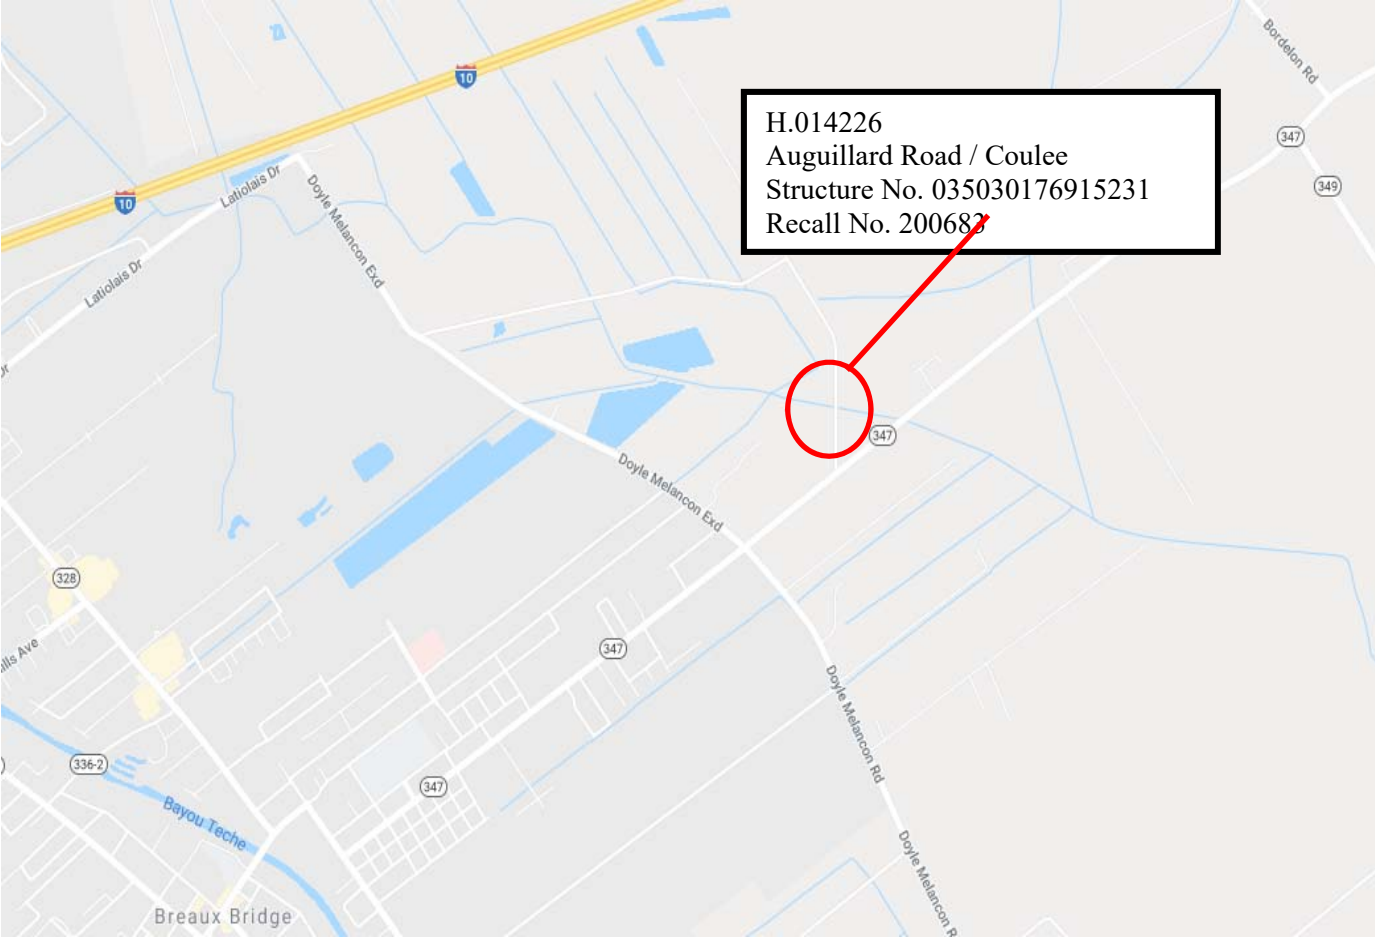 Bordelon Rd
10
H.014226
Auguillard Road / Coulee
Structure No. 035030176915231
Recall No. 200683
347
349
10
Latiolais Dr
Doyle Melancon Exd
Latiolais Dr
347
Doyle Melancon Exd
328
347
Doyle Melancon Rd
336-2
347
Bayou Teche
Doyle Melancon R
Breaux Bridge